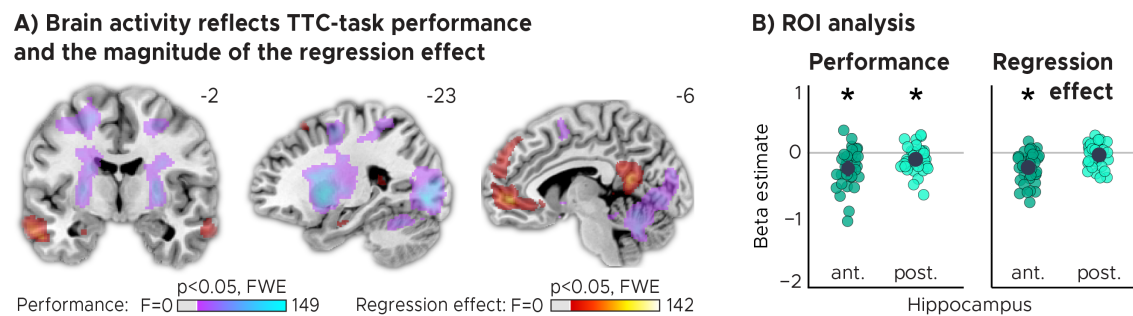 A) Brain activity reflects TTC-task performance
and the magnitude of the regression effect
-2
-23
-6
p<0.05, FWE
Performance: F=0 149
p<0.05, FWE
Regression effect: F=0 142
B) ROI analysis
Performance
Regression
effect
* * *
Beta estimate
1
0
−1
−2
ant. post. ant. post.
Hippocampus